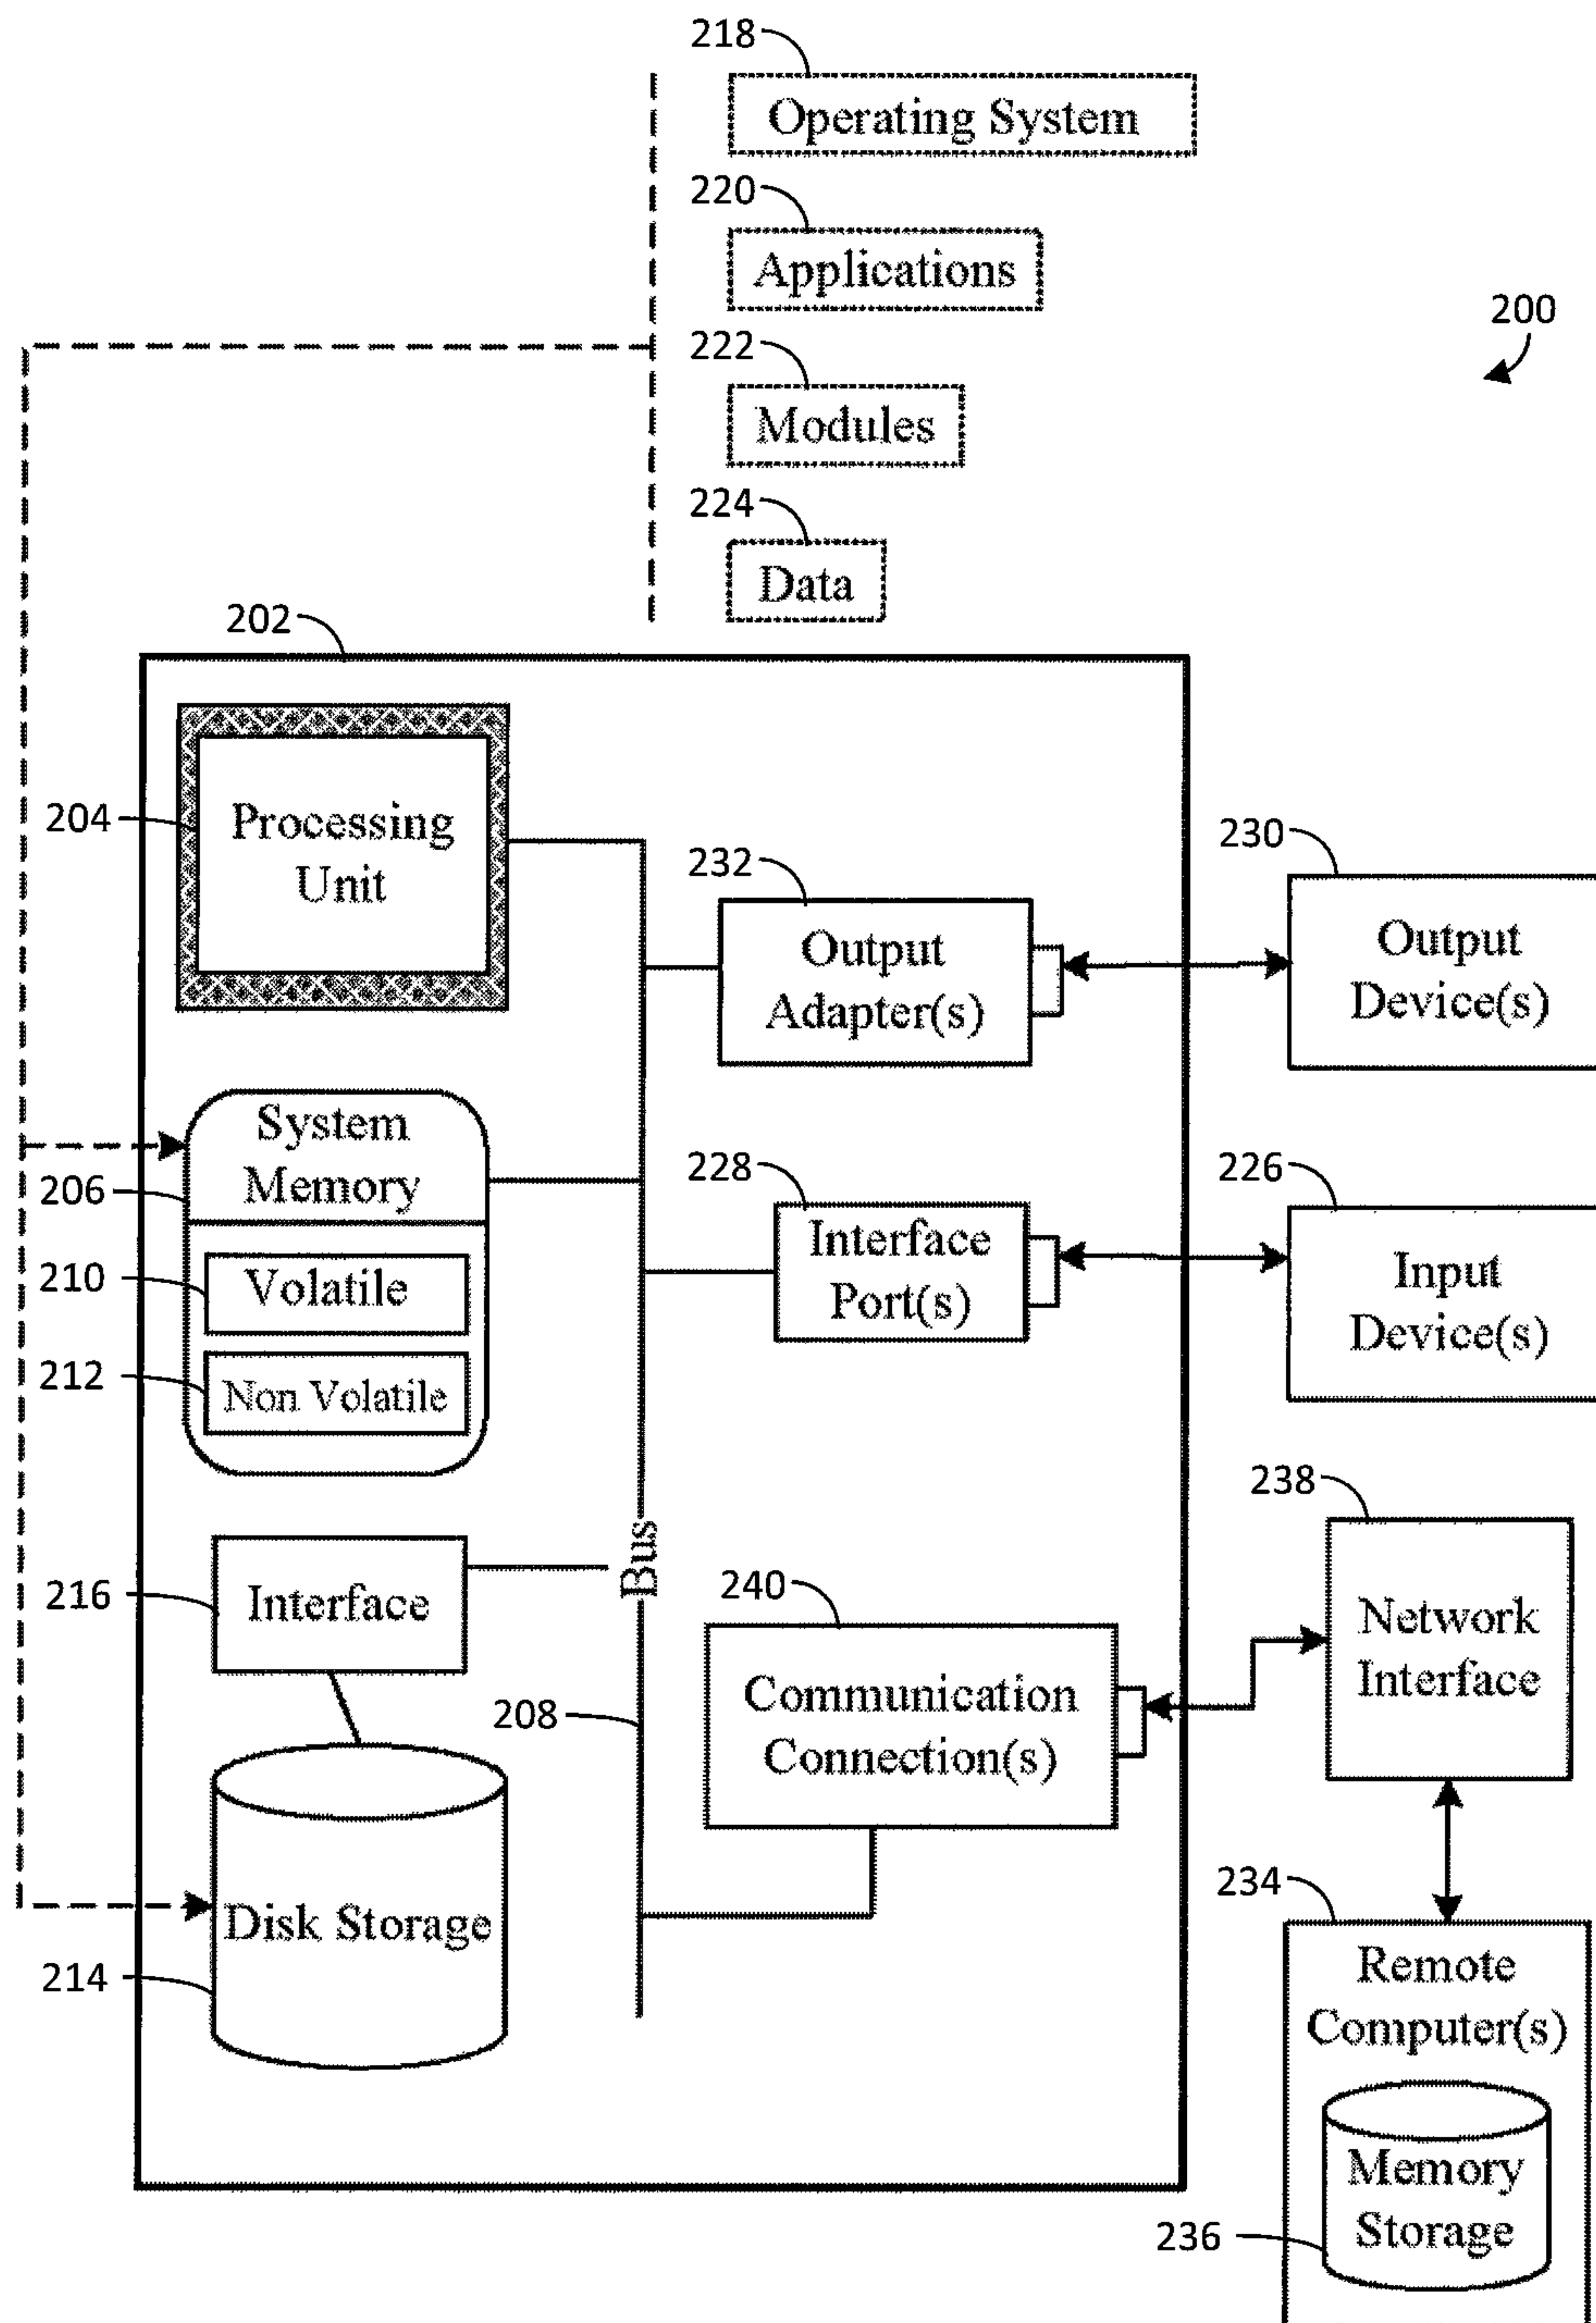 218
Operating System
220
Applications
200
222
Modules
224
Data
202
204
Processing
Unit
232
Output
Adapter(s)
230
Output
Device(s)
System
Memory
206
210
Volatile
212
Non Volatile
228
Interface
Port(s)
226
Input
Device(s)
238
Network
Interface
216
Interface
Bus
240
Communication
Connection(s)
208
Disk Storage
214
234
Remote
Computer(s)
Memory
Storage
236